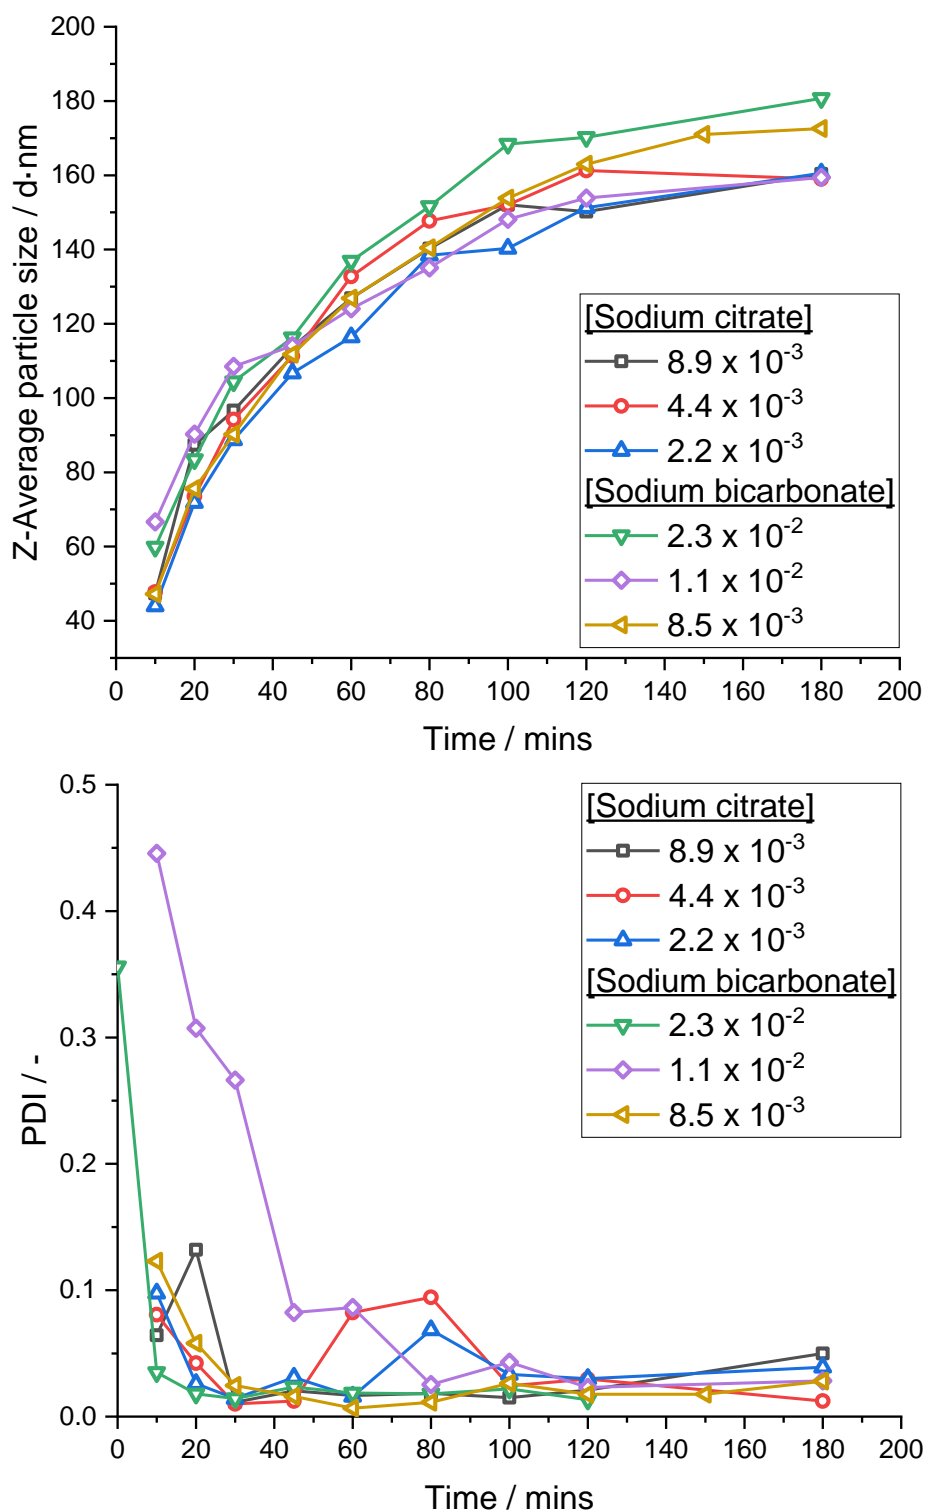 200
180
160
140
120
100
80
60
40
Z-Average particle size / d·nm
[Sodium citrate]
8.9 x 10⁻³
4.4 x 10⁻³
2.2 x 10⁻³
[Sodium bicarbonate]
2.3 x 10⁻²
1.1 x 10⁻²
8.5 x 10⁻³
0 20 40 60 80 100 120 140 160 180 200
Time / mins
0.5
0.4
0.3
0.2
0.1
0.0
PDI / -
[Sodium citrate]
8.9 x 10⁻³
4.4 x 10⁻³
2.2 x 10⁻³
[Sodium bicarbonate]
2.3 x 10⁻²
1.1 x 10⁻²
8.5 x 10⁻³
0 20 40 60 80 100 120 140 160 180 200
Time / mins